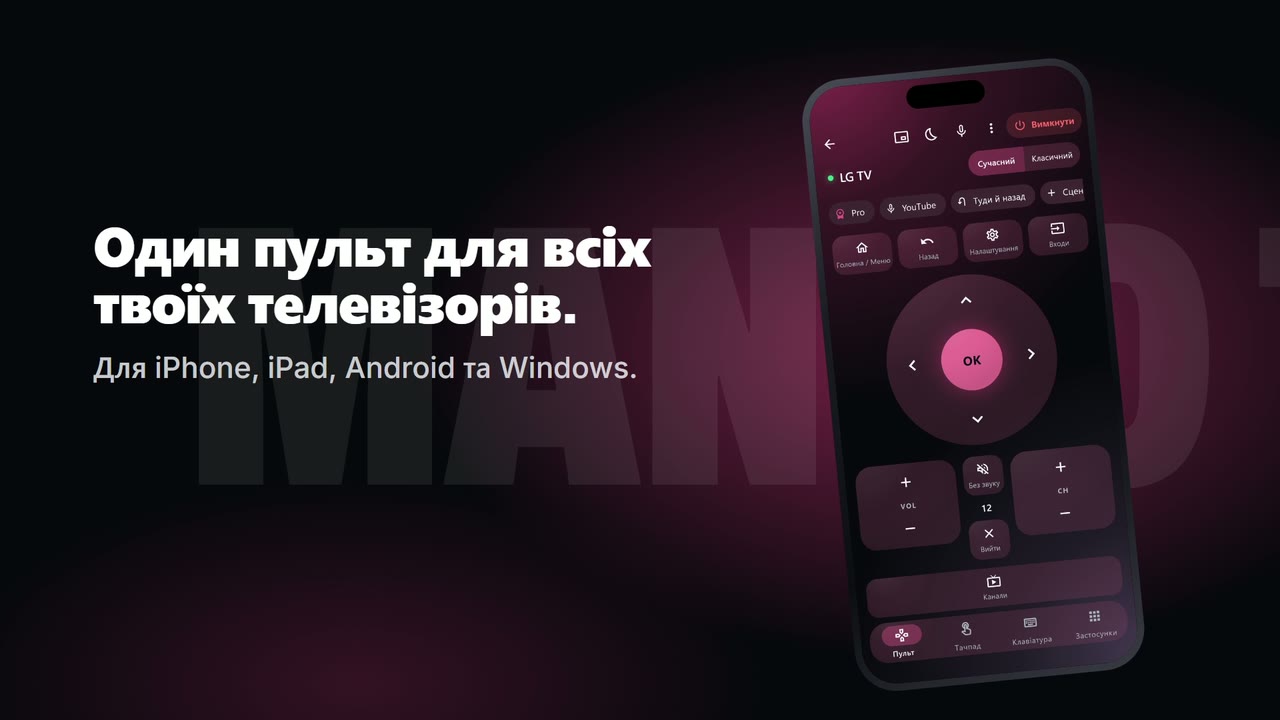 Один пульт для всіх
твоїх телевізорів.
Для iPhone, iPad, Android та Windows.
MAN
Вимкнути
LG TV
Сучасний
Класичний
Pro
YouTube
Туди й назад
Сцен
Головна / Меню
Назад
Налаштування
Входи
OK
VOL
Без звуку
12
CH
Вийти
Канали
Пульт
Тачпад
Клавіатура
Застосунки